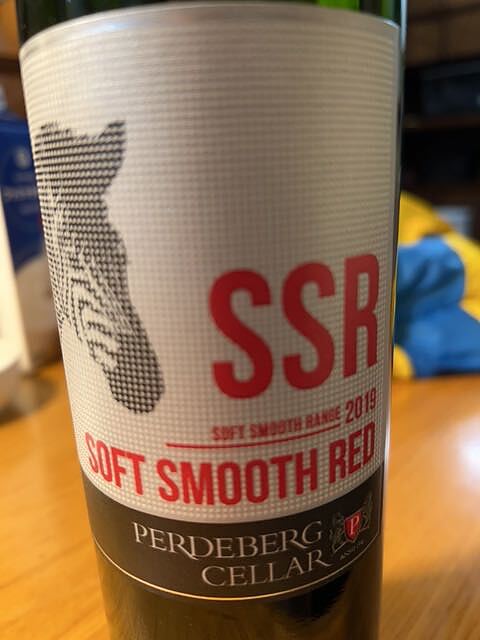 SSR
SOFT SMOOTH RANGE 2019
SOFT SMOOTH RED
PERDEBERG
CELLAR
P